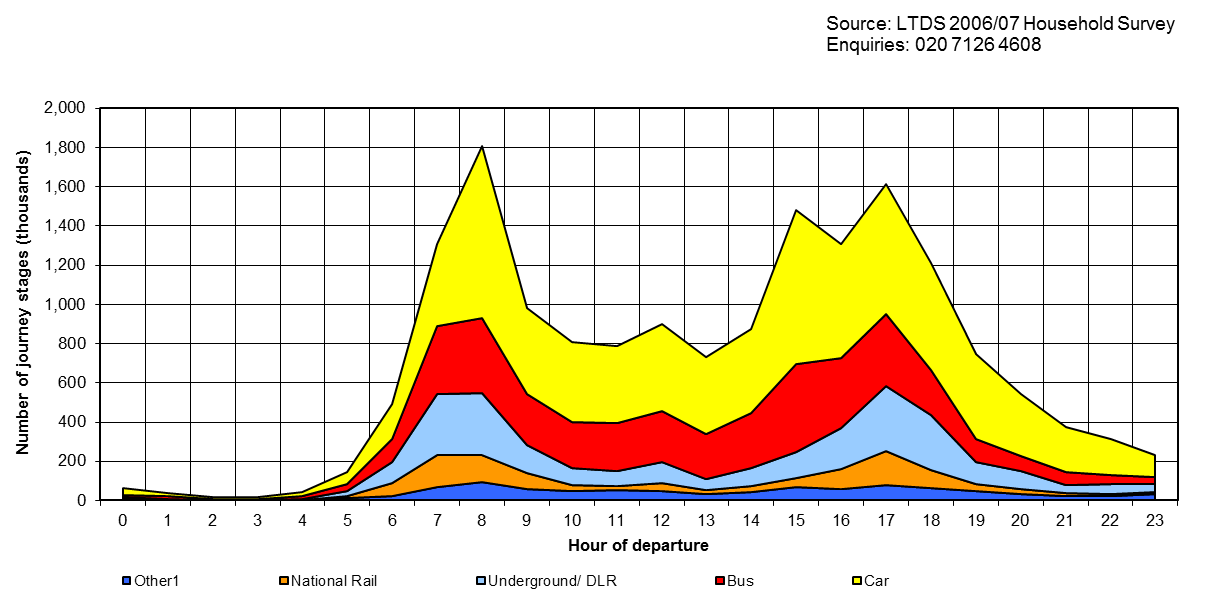 Source: LTDS 2006/07 Household Survey
Enquiries: 020 7126 4608
Number of journey stages (thousands)
2,000
1,800
1,600
1,400
1,200
1,000
800
600
400
200
0
0 1 2 3 4 5 6 7 8 9 10 11 12 13 14 15 16 17 18 19 20 21 22 23
Hour of departure
Other1 National Rail Underground/ DLR Bus Car